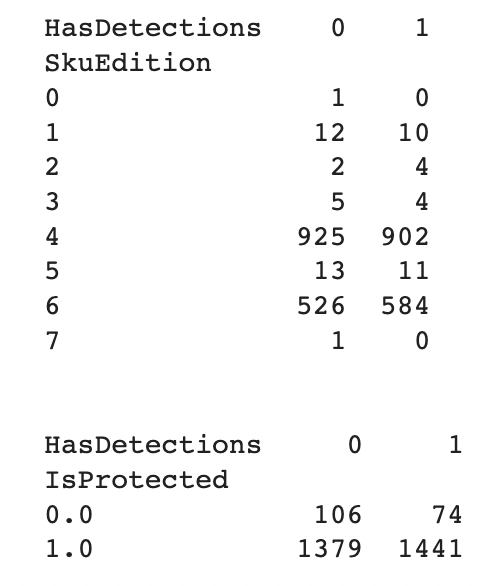 HasDetections 0 1
SkuEdition
0 1 0
1 12 10
2 2 4
3 5 4
4 925 902
5 13 11
6 526 584
7 1 0
HasDetections 0 1
IsProtected
0.0 106 74
1.0 1379 1441